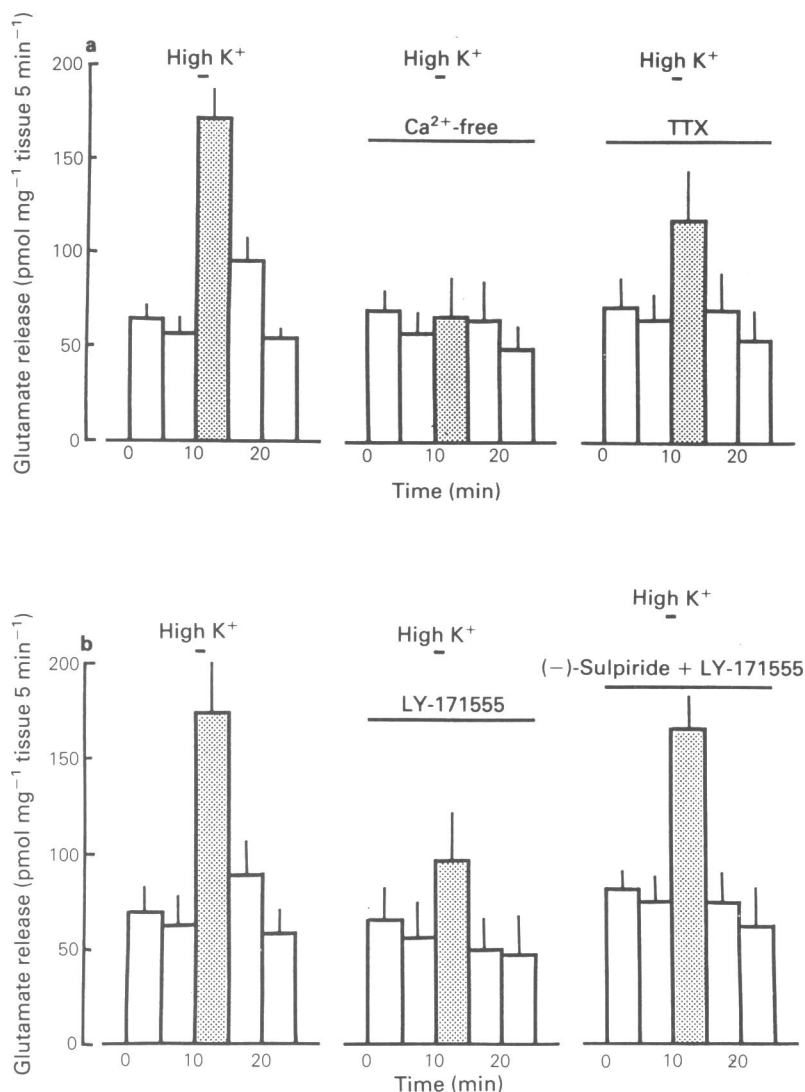 a
High K⁺ High K⁺ High K⁺
Ca²⁺-free TTX
Glutamate release (pmol mg⁻¹ tissue 5 min⁻¹)
200
150
100
50
0
0 10 20 0 10 20 0 10 20
Time (min)
b
High K⁺ High K⁺ High K⁺
LY-171555 (−)-Sulpiride + LY-171555
Glutamate release (pmol mg⁻¹ tissue 5 min⁻¹)
200
150
100
50
0
0 10 20 0 10 20 0 10 20
Time (min)